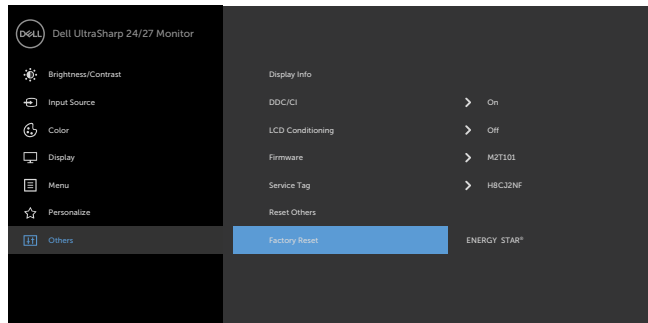 DELL Dell UltraSharp 24/27 Monitor
Brightness/Contrast Display Info
Input Source DDC/CI On
Color LCD Conditioning Off
Display Firmware M2T101
Menu Service Tag H8CJ2NF
Personalize Reset Others
Others Factory Reset ENERGY STAR®